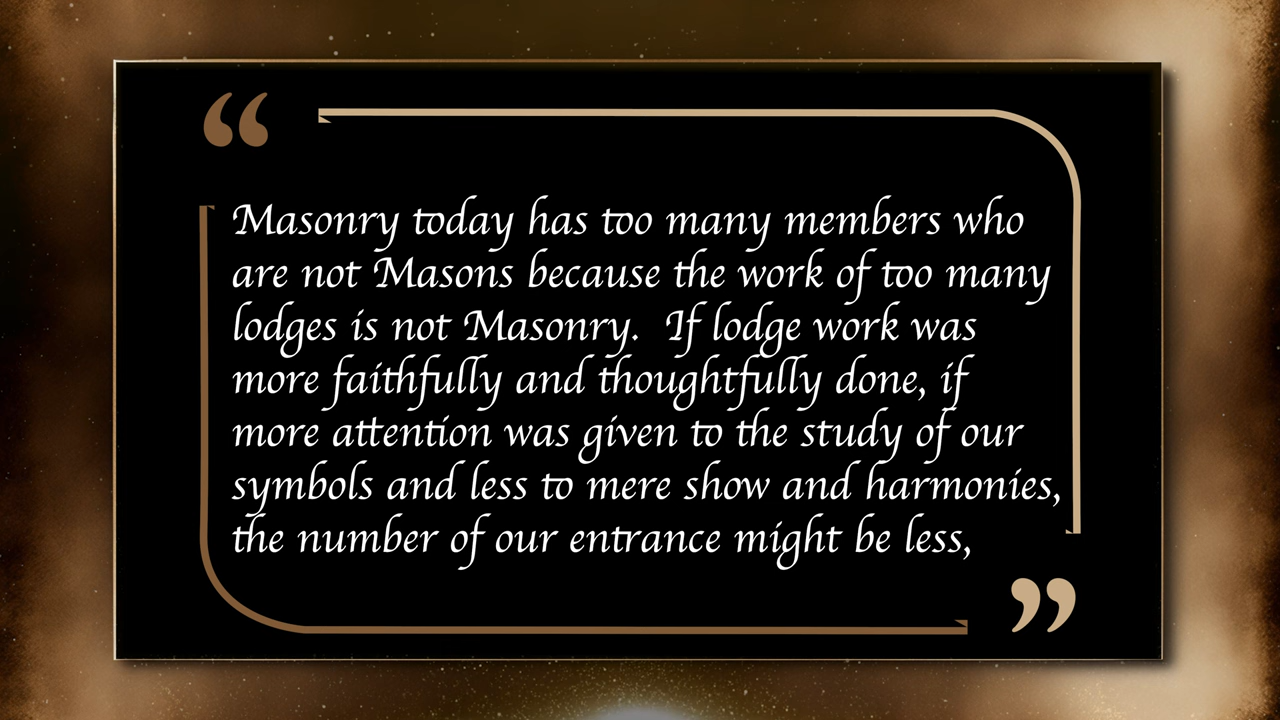 “
Masonry today has too many members who
are not Masons because the work of too many
lodges is not Masonry.  If lodge work was
more faithfully and thoughtfully done, if
more attention was given to the study of our
symbols and less to mere show and harmonies,
the number of our entrance might be less,
”